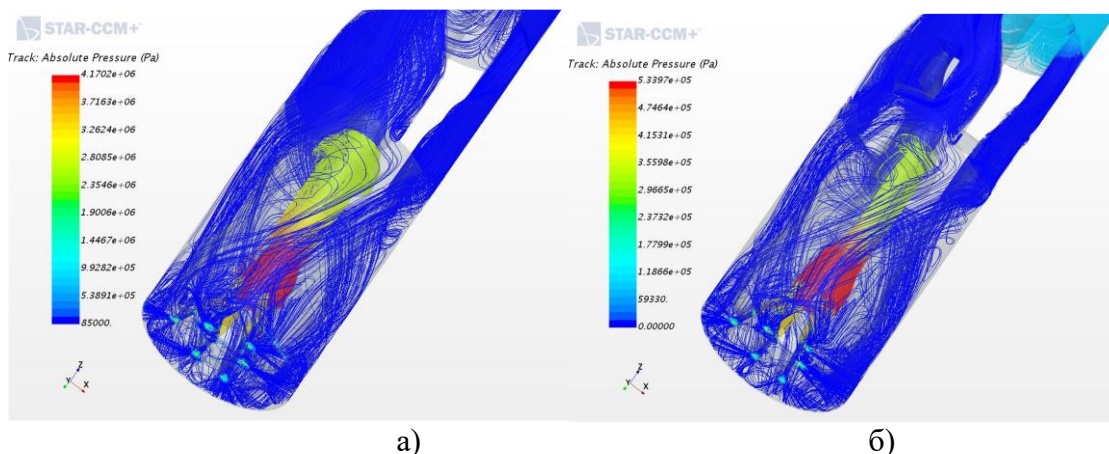 STAR-CCM+
Track: Absolute Pressure (Pa)
4.1702e+06
3.7163e+06
3.2624e+06
2.8085e+06
2.3546e+06
1.9006e+06
1.4467e+06
9.9282e+05
5.3891e+05
85000.
Z
Y
X
а)
STAR-CCM+
Track: Absolute Pressure (Pa)
5.3397e+05
4.7464e+05
4.1531e+05
3.5598e+05
2.9665e+05
2.3732e+05
1.7799e+05
1.1866e+05
59330.
0.00000
Z
Y
X
б)